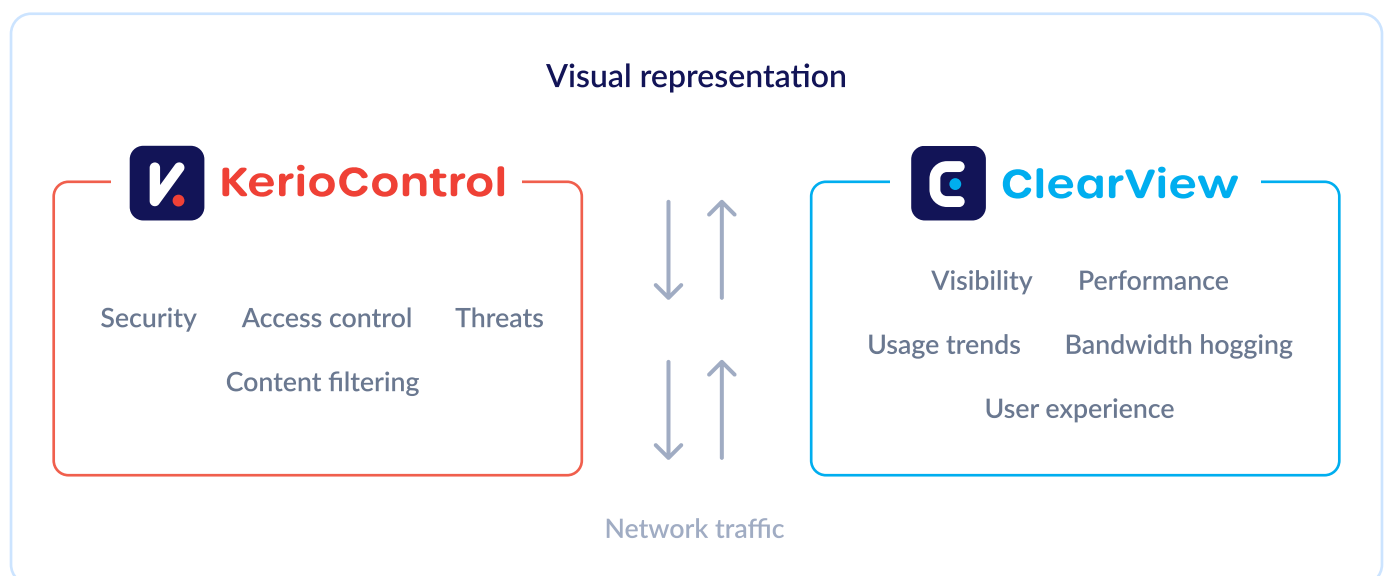 Visual representation
KerioControl
Security Access control Threats
Content filtering
ClearView
Visibility Performance
Usage trends Bandwidth hogging
User experience
Network traffic